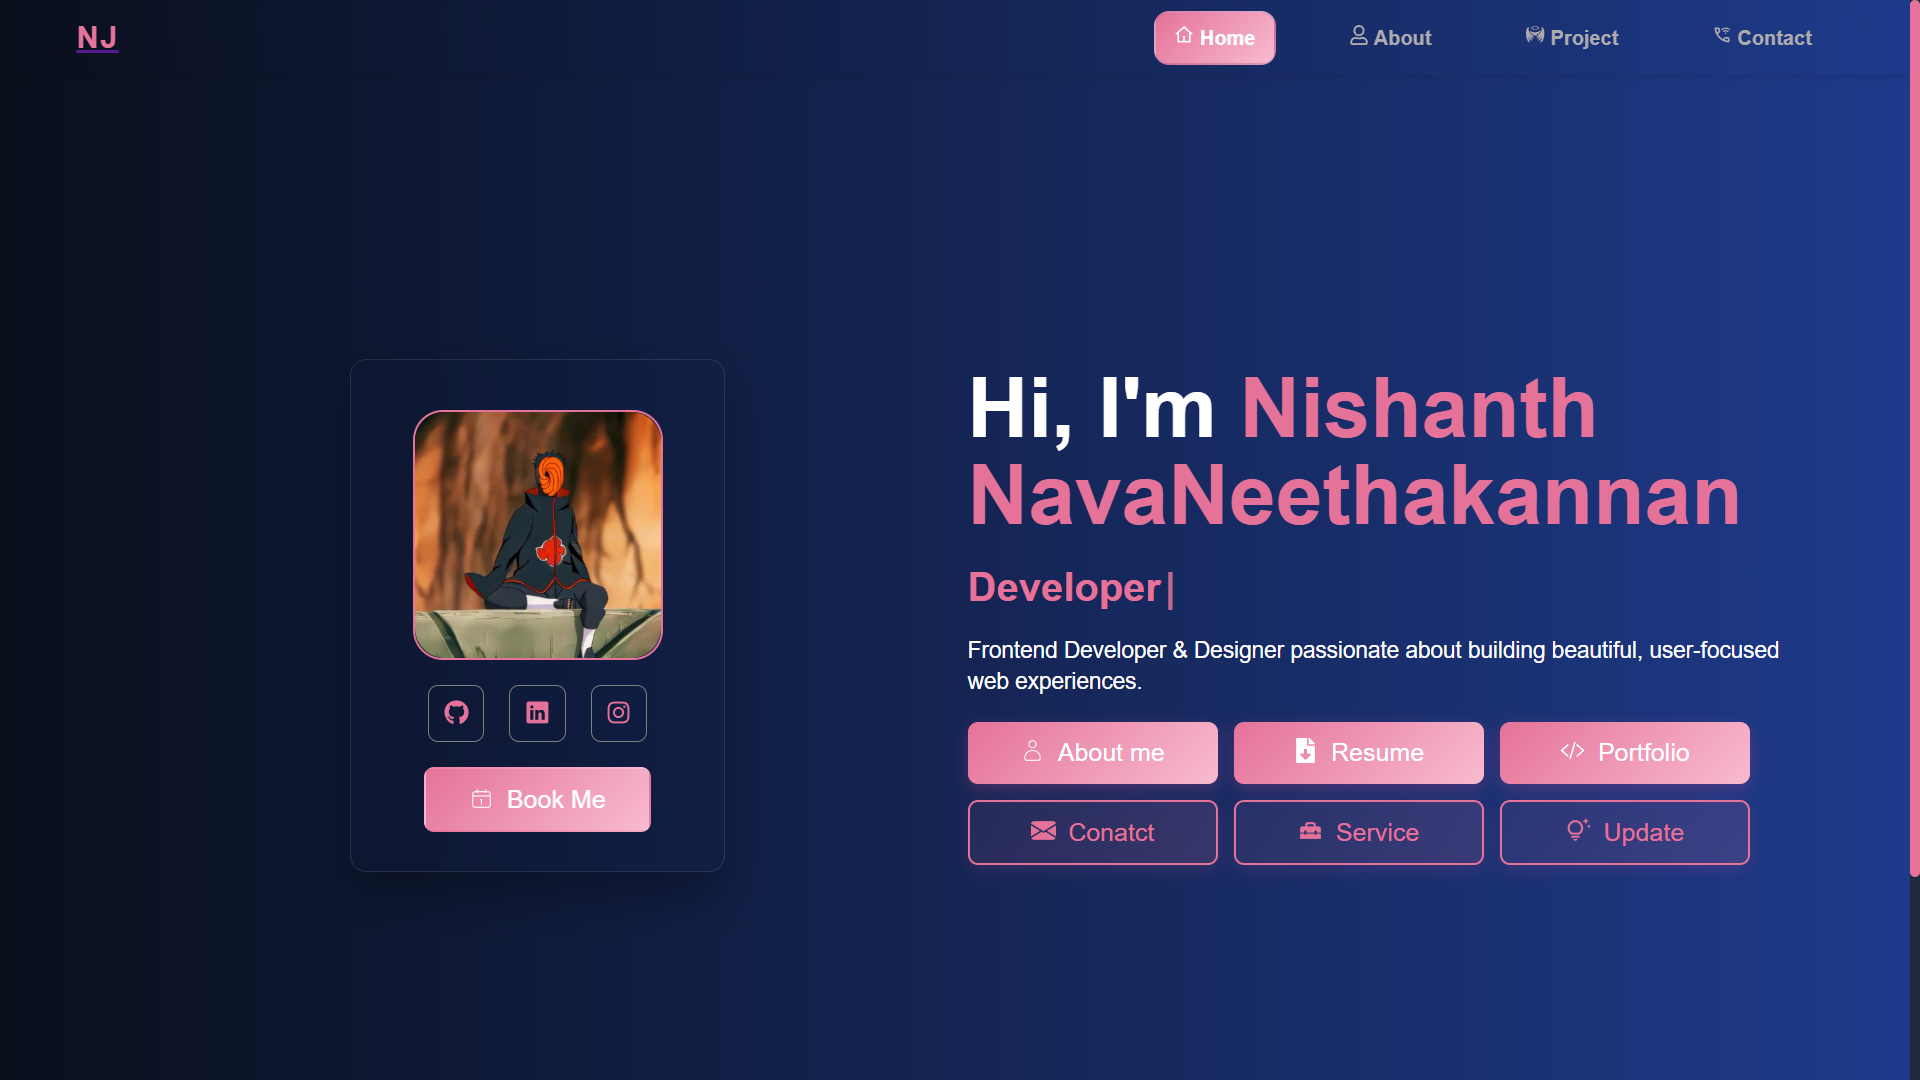 NJ
Home
About
Project
Contact
Hi, I'm Nishanth
NavaNeethakannan
Developer|
Frontend Developer & Designer passionate about building beautiful, user-focused
web experiences.
Book Me
About me
Resume
Portfolio
Conatct
Service
Update